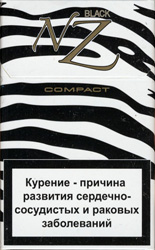 BLACK
NZ
COMPACT
Курение - причина
развития сердечно-
сосудистых и раковых
заболеваний